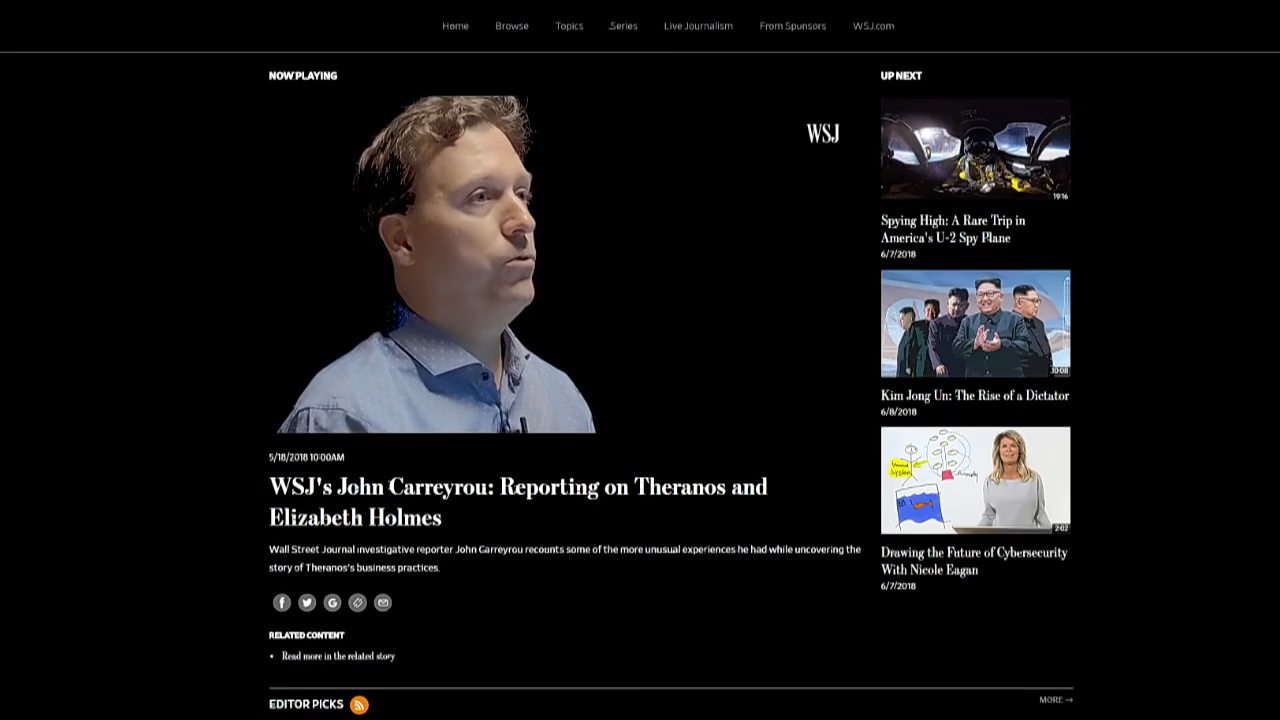 Home Browse Topics Series Live Journalism From Sponsors WSJ.com
NOW PLAYING
WSJ
5/18/2018 10:00AM
WSJ's John Carreyrou: Reporting on Theranos and
Elizabeth Holmes
Wall Street Journal investigative reporter John Carreyrou recounts some of the more unusual experiences he had while uncovering the
story of Theranos's business practices.
RELATED CONTENT
• Read more in the related story
EDITOR PICKS
MORE →
UP NEXT
19:16
Spying High: A Rare Trip in
America's U-2 Spy Plane
6/7/2018
30:08
Kim Jong Un: The Rise of a Dictator
6/8/2018
2:02
Drawing the Future of Cybersecurity
With Nicole Eagan
6/7/2018